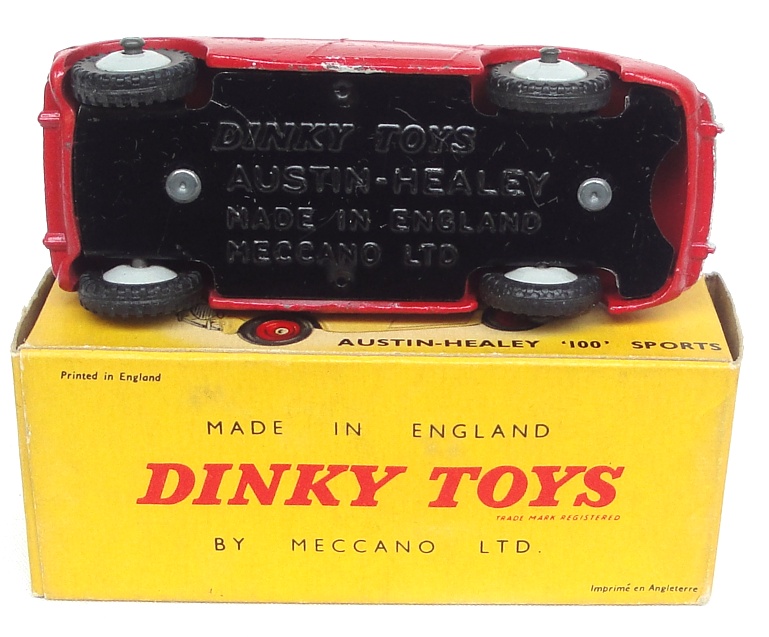 DINKY TOYS
AUSTIN-HEALEY
MADE IN ENGLAND
MECCANO LTD
AUSTIN-HEALEY '100' SPORTS
Printed in England
MADE IN ENGLAND
DINKY TOYS
TRADE MARK REGISTERED
BY MECCANO LTD.
Imprimé en Angleterre